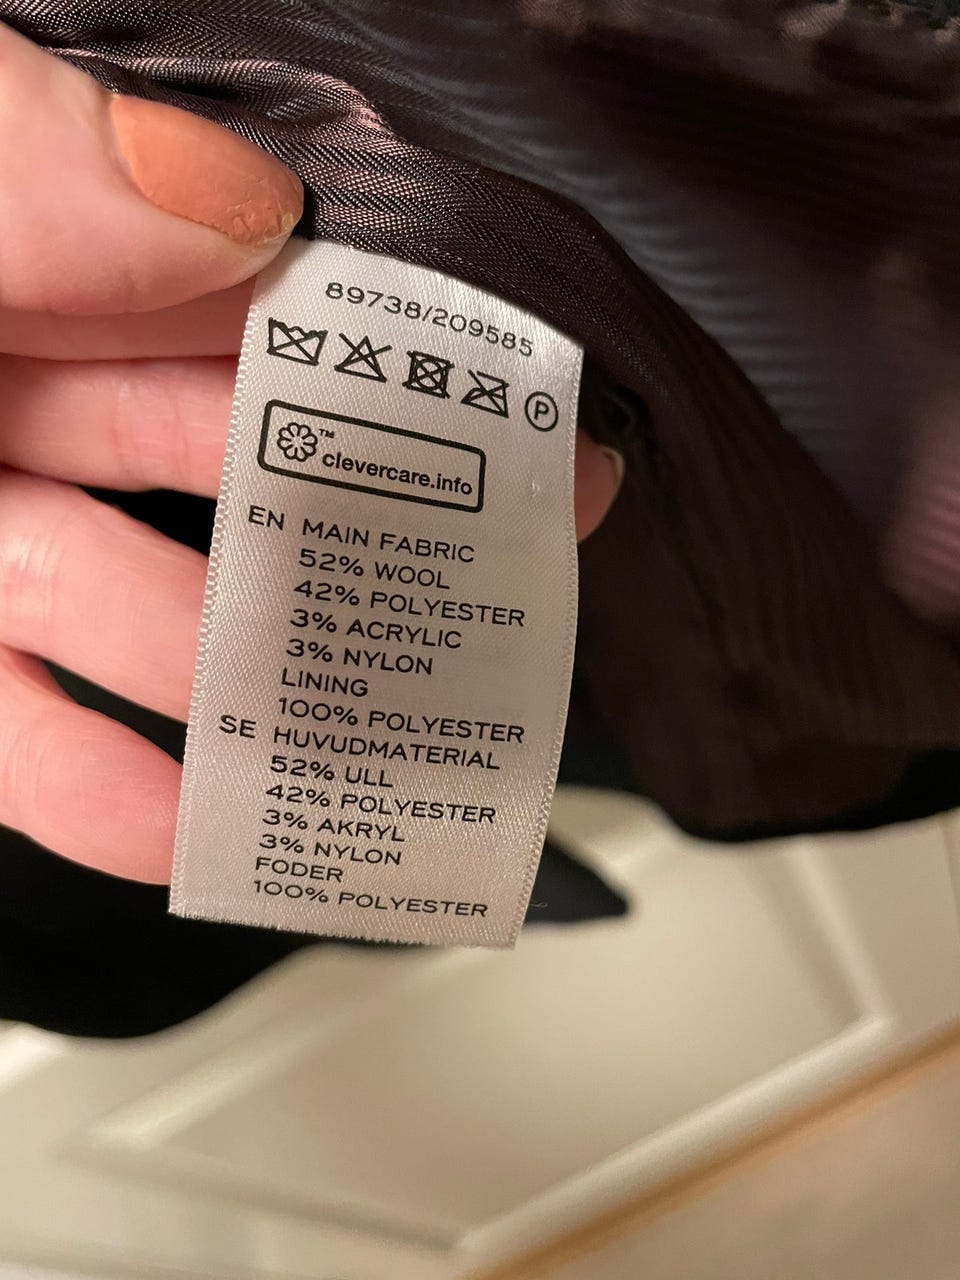 89738/209585
P
™
clevercare.info
EN MAIN FABRIC
52% WOOL
42% POLYESTER
3% ACRYLIC
3% NYLON
LINING
100% POLYESTER
SE HUVUDMATERIAL
52% ULL
42% POLYESTER
3% AKRYL
3% NYLON
FODER
100% POLYESTER